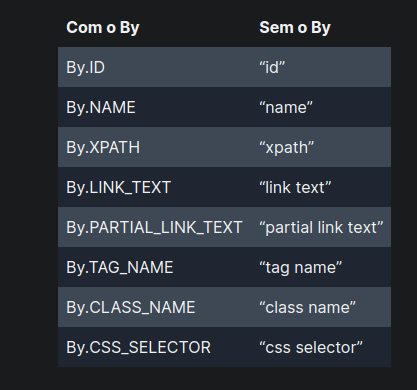 Com o By Sem o By
By.ID “id”
By.NAME “name”
By.XPATH “xpath”
By.LINK_TEXT “link text”
By.PARTIAL_LINK_TEXT “partial link text”
By.TAG_NAME “tag name”
By.CLASS_NAME “class name”
By.CSS_SELECTOR “css selector”